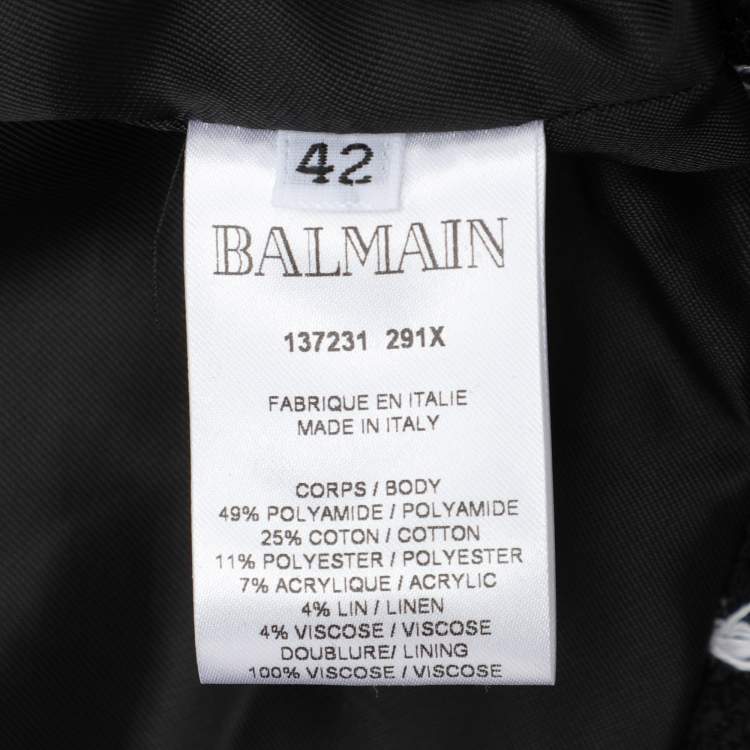 42
BALMAIN
137231 291X
FABRIQUE EN ITALIE
MADE IN ITALY
CORPS / BODY
49% POLYAMIDE / POLYAMIDE
25% COTON / COTTON
11% POLYESTER / POLYESTER
7% ACRYLIQUE / ACRYLIC
4% LIN / LINEN
4% VISCOSE / VISCOSE
DOUBLURE/ LINING
100% VISCOSE / VISCOSE